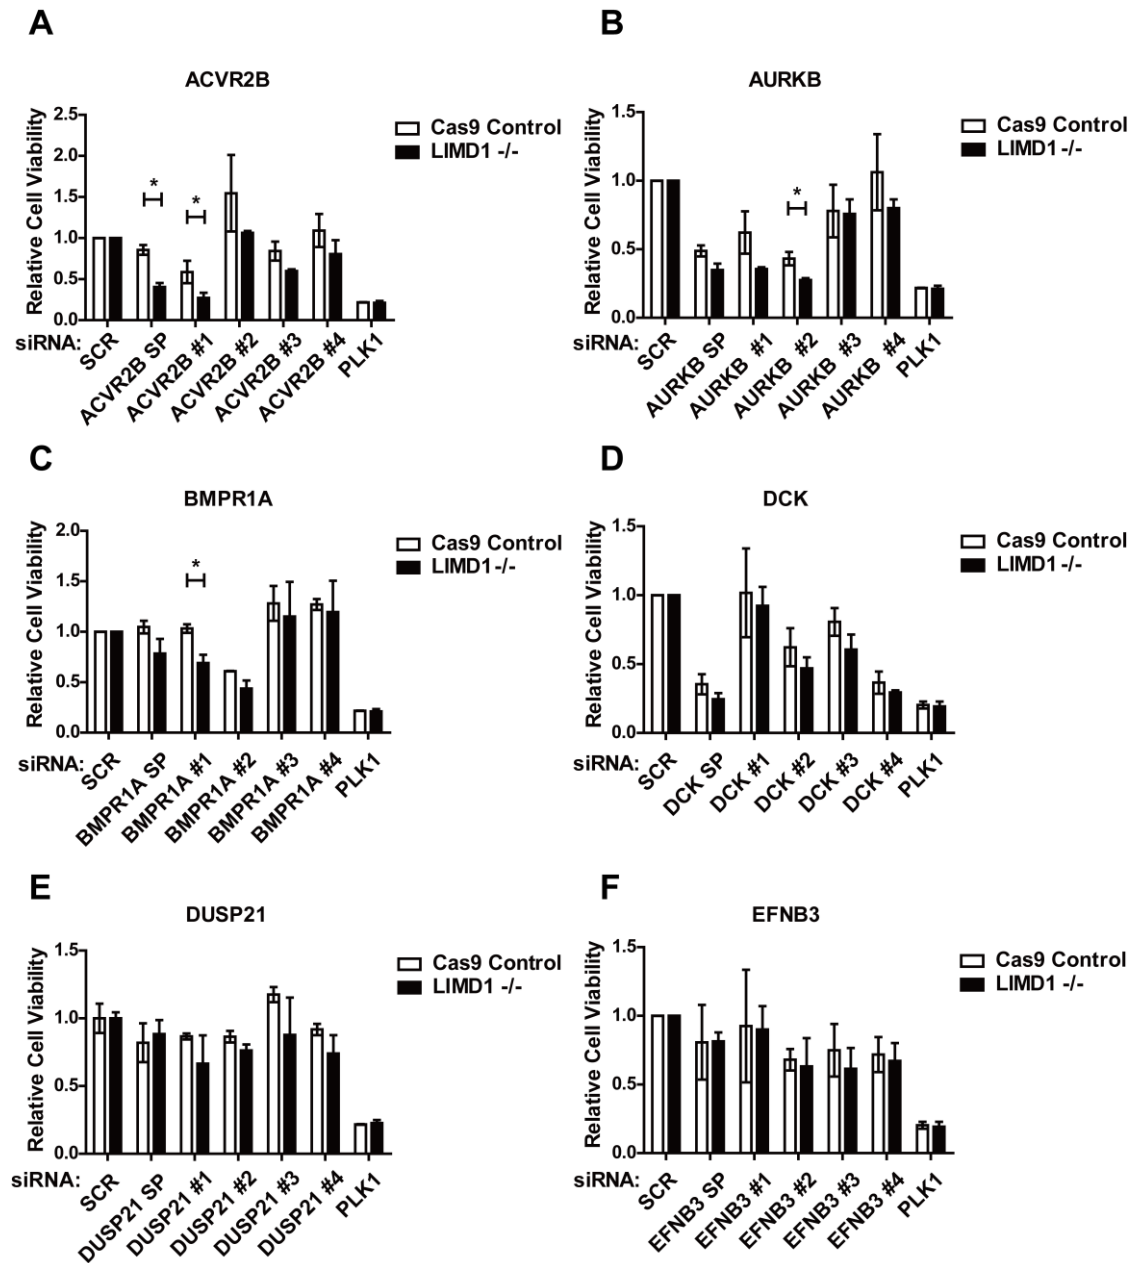 A
ACVR2B
Relative Cell Viability
2.5
2.0
1.5
1.0
0.5
0.0
* *
Cas9 Control
LIMD1 -/-
siRNA:
SCR
ACVR2B SP
ACVR2B #1
ACVR2B #2
ACVR2B #3
ACVR2B #4
PLK1
B
AURKB
Relative Cell Viability
1.5
1.0
0.5
0.0
*
Cas9 Control
LIMD1 -/-
siRNA:
SCR
AURKB SP
AURKB #1
AURKB #2
AURKB #3
AURKB #4
PLK1
C
BMPR1A
Relative Cell Viability
2.0
1.5
1.0
0.5
0.0
*
Cas9 Control
LIMD1 -/-
siRNA:
SCR
BMPR1A SP
BMPR1A #1
BMPR1A #2
BMPR1A #3
BMPR1A #4
PLK1
D
DCK
Relative Cell Viability
1.5
1.0
0.5
0.0
Cas9 Control
LIMD1 -/-
siRNA:
SCR
DCK SP
DCK #1
DCK #2
DCK #3
DCK #4
PLK1
E
DUSP21
Relative Cell Viability
1.5
1.0
0.5
0.0
Cas9 Control
LIMD1 -/-
siRNA:
SCR
DUSP21 SP
DUSP21 #1
DUSP21 #2
DUSP21 #3
DUSP21 #4
PLK1
F
EFNB3
Relative Cell Viability
1.5
1.0
0.5
0.0
Cas9 Control
LIMD1 -/-
siRNA:
SCR
EFNB3 SP
EFNB3 #1
EFNB3 #2
EFNB3 #3
EFNB3 #4
PLK1